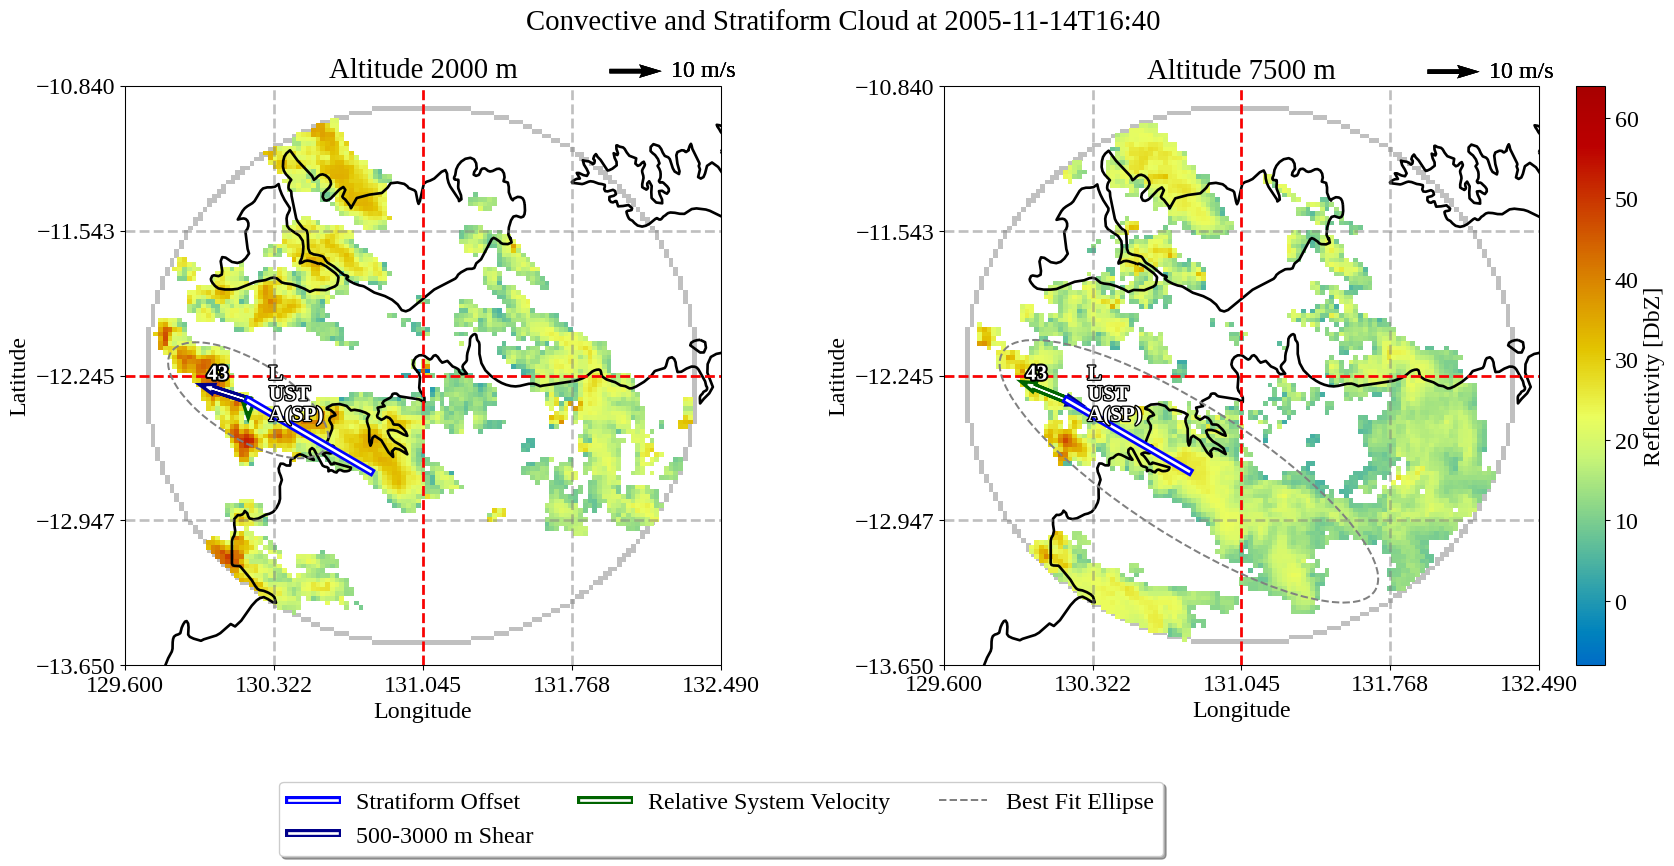 Convective and Stratiform Cloud at 2005-11-14T16:40
Altitude 2000 m
10 m/s
Altitude 7500 m
10 m/s
−10.840
−11.543
−12.245
−12.947
−13.650
Latitude
129.600
130.322
131.045
131.768
132.490
Longitude
43
L
UST
A(SP)
−10.840
−11.543
−12.245
−12.947
−13.650
Latitude
129.600
130.322
131.045
131.768
132.490
Longitude
43
L
UST
A(SP)
60
50
40
30
20
10
0
Reflectivity [DbZ]
Stratiform Offset
500-3000 m Shear
Relative System Velocity
Best Fit Ellipse